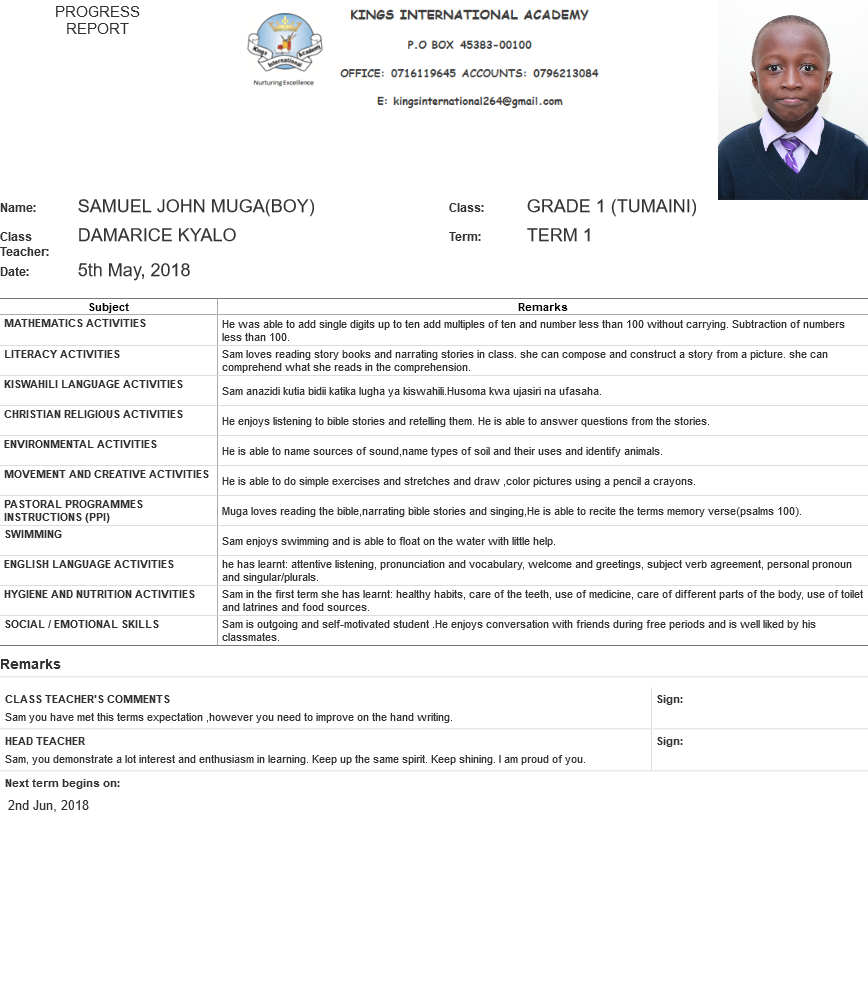 PROGRESS
REPORT
Kings International Academy
Nurturing Excellence
KINGS INTERNATIONAL ACADEMY
P.O BOX 45383-00100
OFFICE: 0716119645 ACCOUNTS: 0796213084
E: kingsinternational264@gmail.com
Name: SAMUEL JOHN MUGA(BOY) Class: GRADE 1 (TUMAINI)
Class Teacher: DAMARICE KYALO Term: TERM 1
Date: 5th May, 2018
Subject Remarks
MATHEMATICS ACTIVITIES He was able to add single digits up to ten add multiples of ten and number less than 100 without carrying. Subtraction of numbers
less than 100.
LITERACY ACTIVITIES Sam loves reading story books and narrating stories in class. she can compose and construct a story from a picture. she can
comprehend what she reads in the comprehension.
KISWAHILI LANGUAGE ACTIVITIES
Sam anazidi kutia bidii katika lugha ya kiswahili.Husoma kwa ujasiri na ufasaha.
CHRISTIAN RELIGIOUS ACTIVITIES
He enjoys listening to bible stories and retelling them. He is able to answer questions from the stories.
ENVIRONMENTAL ACTIVITIES
He is able to name sources of sound,name types of soil and their uses and identify animals.
MOVEMENT AND CREATIVE ACTIVITIES
He is able to do simple exercises and stretches and draw ,color pictures using a pencil a crayons.
PASTORAL PROGRAMMES
INSTRUCTIONS (PPI)
Muga loves reading the bible,narrating bible stories and singing,He is able to recite the terms memory verse(psalms 100).
SWIMMING
Sam enjoys swimming and is able to float on the water with little help.
ENGLISH LANGUAGE ACTIVITIES he has learnt: attentive listening, pronunciation and vocabulary, welcome and greetings, subject verb agreement, personal pronoun
and singular/plurals.
HYGIENE AND NUTRITION ACTIVITIES Sam in the first term she has learnt: healthy habits, care of the teeth, use of medicine, care of different parts of the body, use of toilet
and latrines and food sources.
SOCIAL / EMOTIONAL SKILLS Sam is outgoing and self-motivated student .He enjoys conversation with friends during free periods and is well liked by his
classmates.
Remarks
CLASS TEACHER'S COMMENTS Sign:
Sam you have met this terms expectation ,however you need to improve on the hand writing.
HEAD TEACHER Sign:
Sam, you demonstrate a lot interest and enthusiasm in learning. Keep up the same spirit. Keep shining. I am proud of you.
Next term begins on:
2nd Jun, 2018